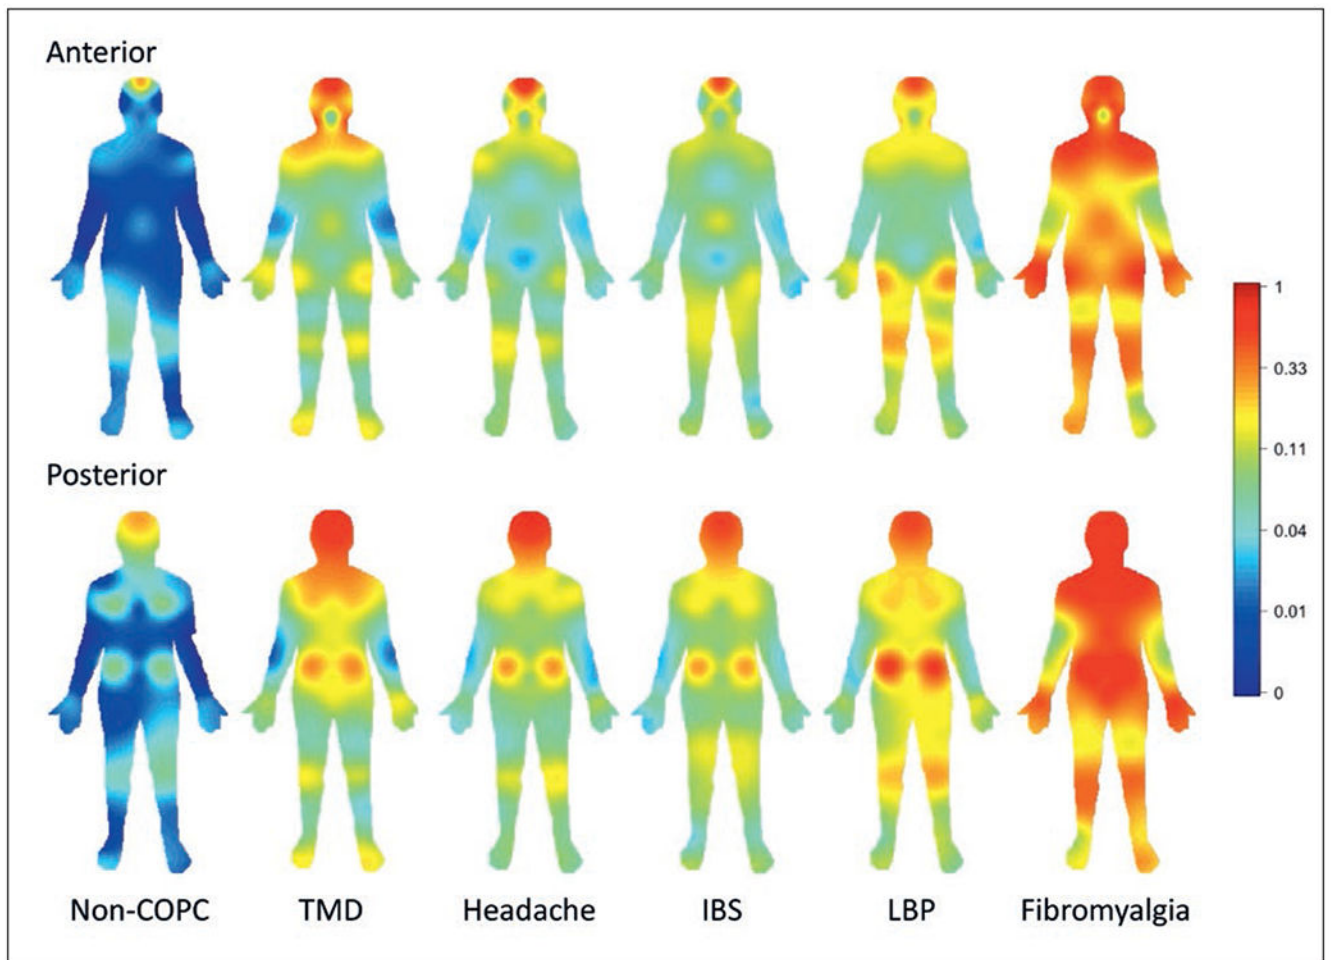 Anterior
1
0.33
0.11
0.04
0.01
0
Posterior
Non-COPC TMD Headache IBS LBP Fibromyalgia